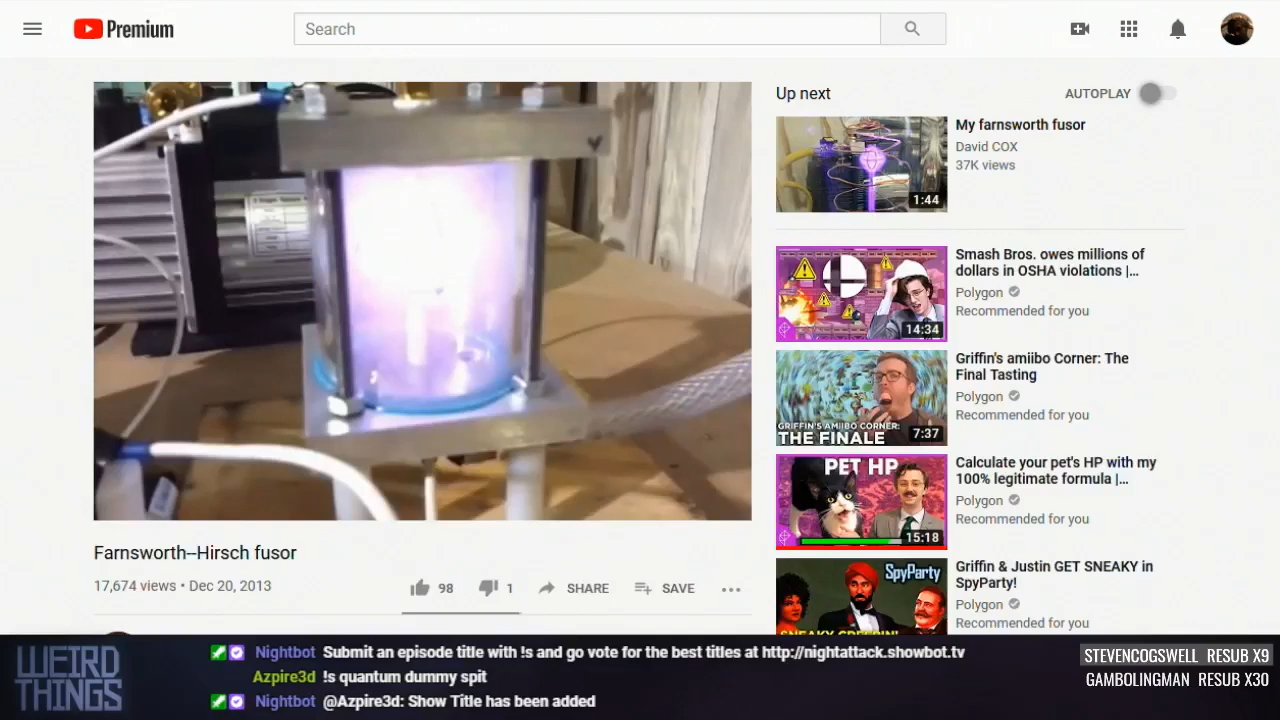 Premium
Search
Up next
AUTOPLAY
My farnsworth fusor
David COX
37K views
1:44
Smash Bros. owes millions of
dollars in OSHA violations |...
Polygon
Recommended for you
14:34
Griffin's amiibo Corner: The
Final Tasting
Polygon
Recommended for you
GRIFFIN'S AMIIBO CORNER:
THE FINALE
7:37
Calculate your pet's HP with my
100% legitimate formula |...
Polygon
Recommended for you
PET HP
15:18
Griffin & Justin GET SNEAKY in
SpyParty!
Polygon
Recommended for you
SpyParty
Farnsworth--Hirsch fusor
17,674 views • Dec 20, 2013
98 1 SHARE SAVE
WEIRD
THINGS
Nightbot Submit an episode title with !s and go vote for the best titles at http://nightattack.showbot.tv
Azpire3d !s quantum dummy spit
Nightbot @Azpire3d: Show Title has been added
STEVENCOGSWELL RESUB X9
GAMBOLINGMAN RESUB X30